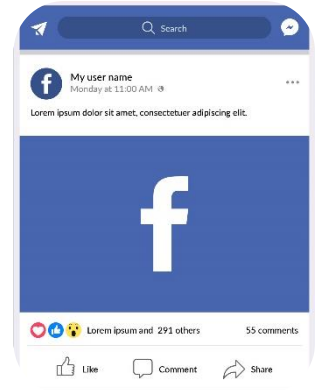 Search
My user name
Monday at 11:00 AM
Lorem ipsum dolor sit amet, consectetuer adipiscing elit.
f
Lorem ipsum and 291 others
55 comments
Like
Comment
Share